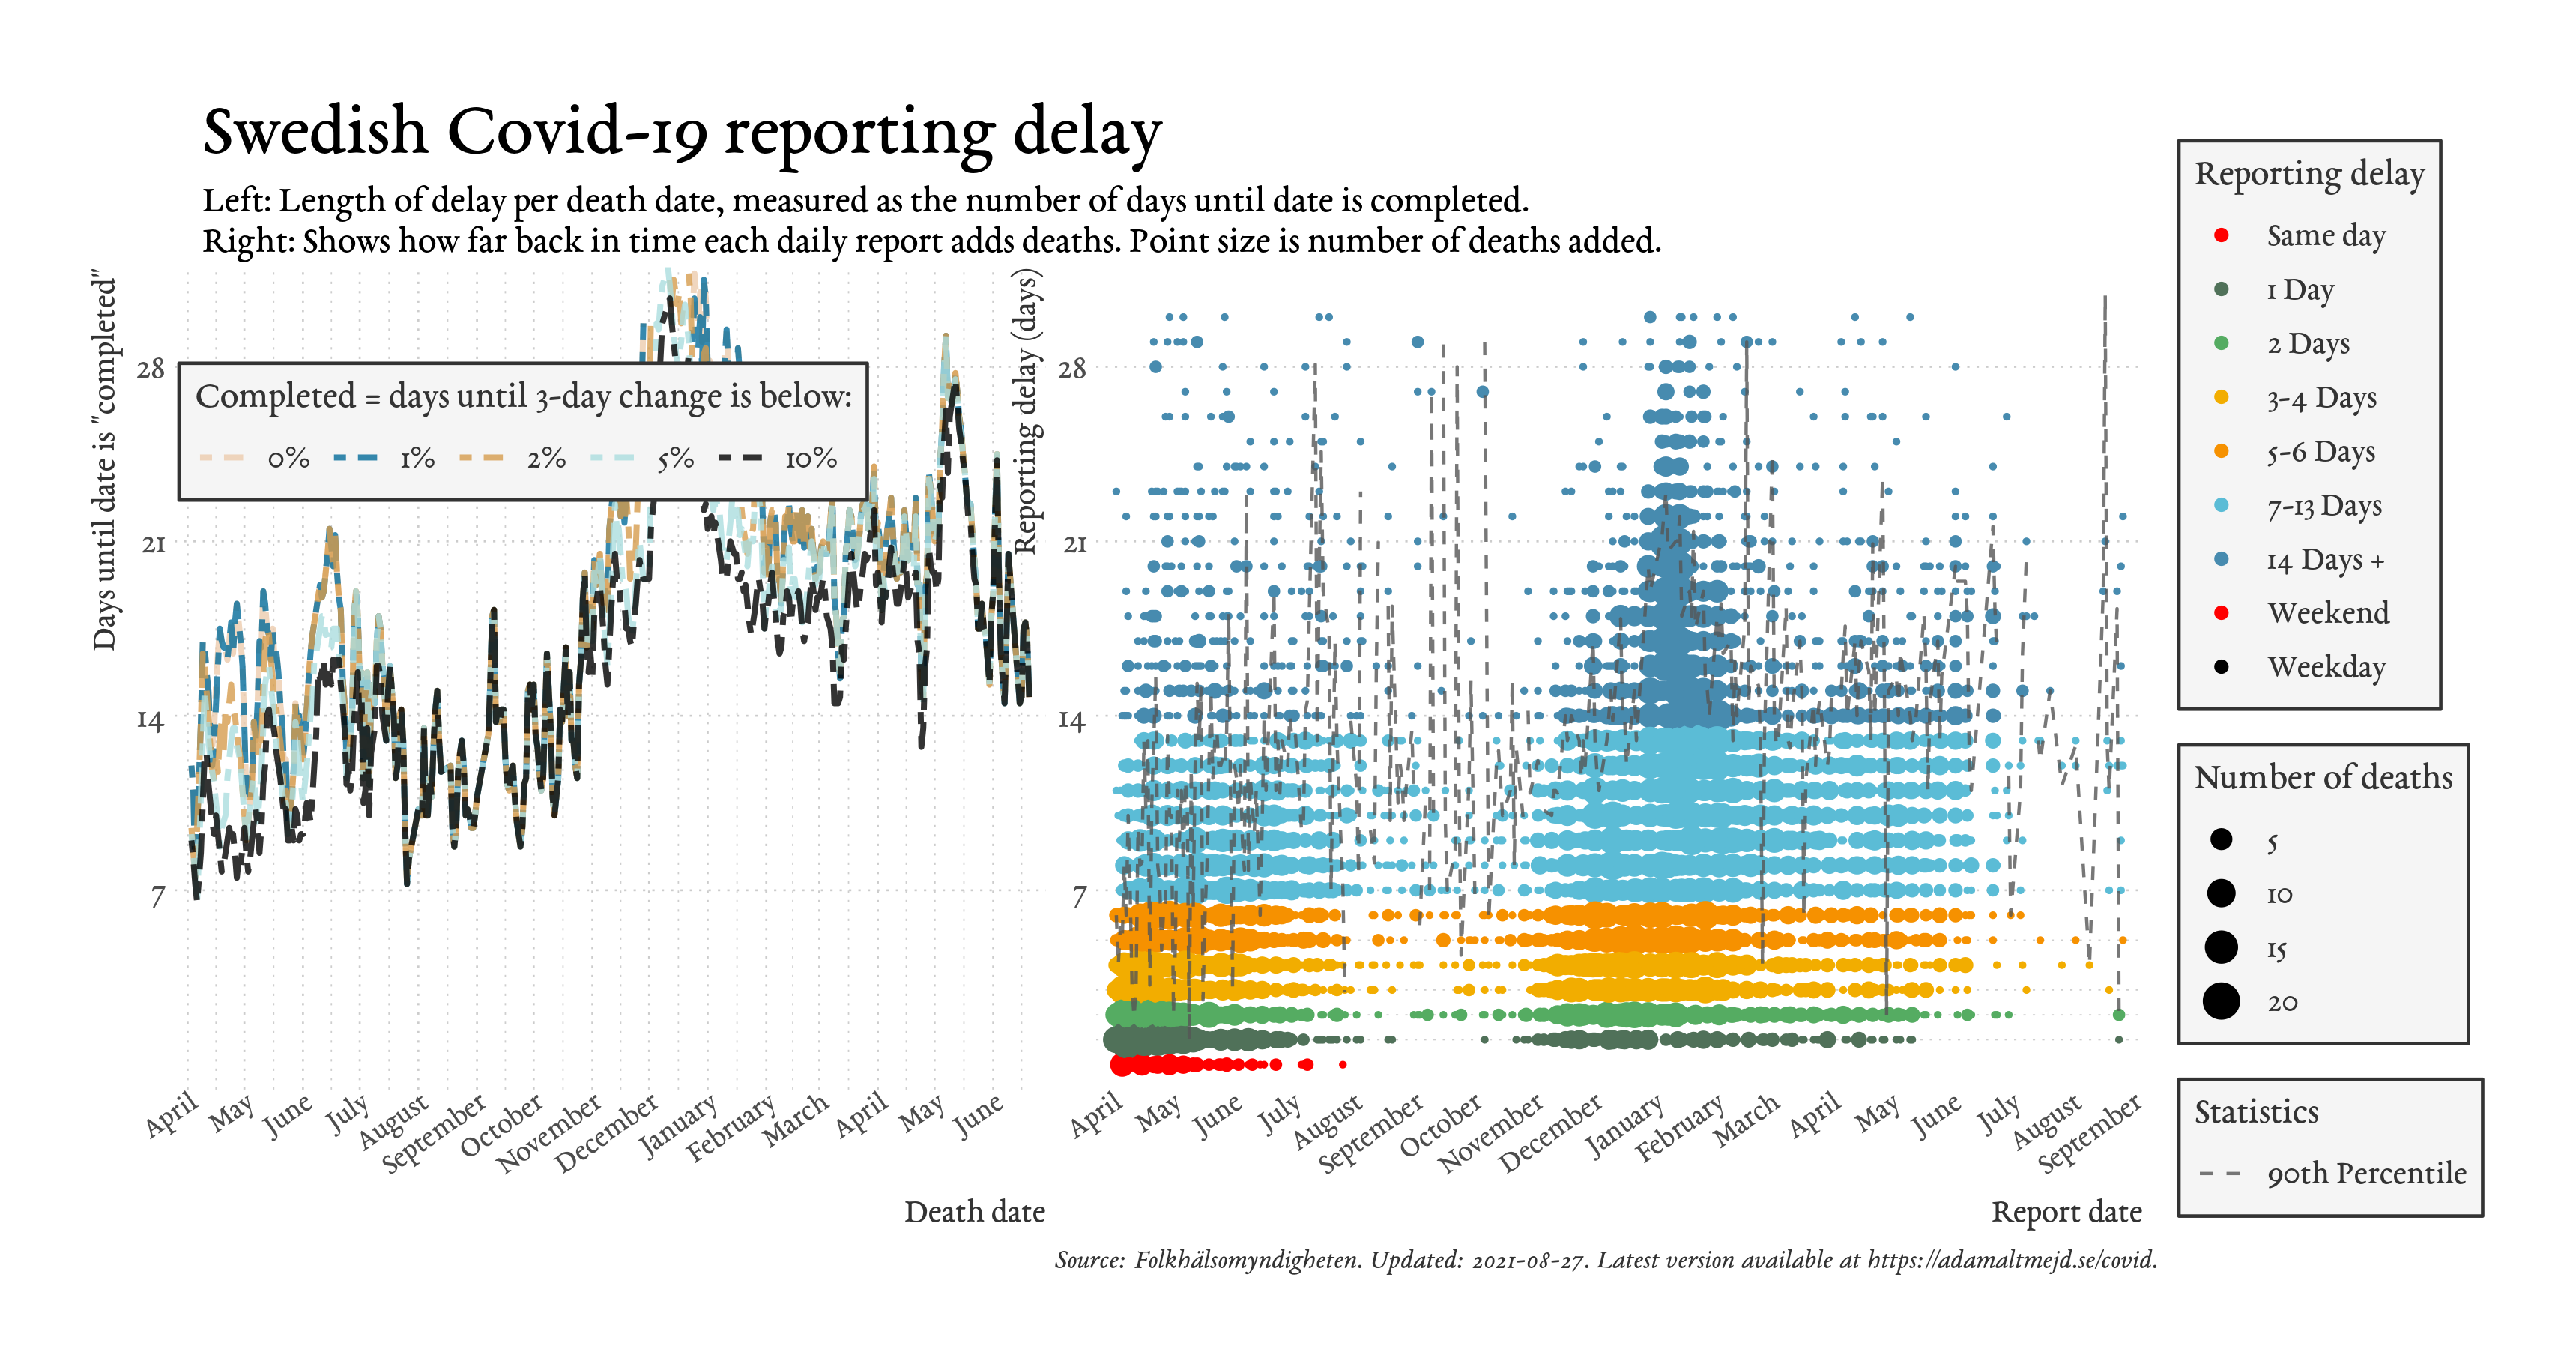 Swedish Covid-19 reporting delay
Left: Length of delay per death date, measured as the number of days until date is completed.
Right: Shows how far back in time each daily report adds deaths. Point size is number of deaths added.
Days until date is "completed"
28
21
14
7
Completed = days until 3-day change is below:
0% 1% 2% 5% 10%
April May June July August September October November December January February March April May June
Death date
Reporting delay (days)
28
21
14
7
April May June July August September October November December January February March April May June July August September
Report date
Reporting delay
Same day
1 Day
2 Days
3-4 Days
5-6 Days
7-13 Days
14 Days +
Weekend
Weekday
Number of deaths
5
10
15
20
Statistics
90th Percentile
Source: Folkhälsomyndigheten. Updated: 2021-08-27. Latest version available at https://adamaltmejd.se/covid.